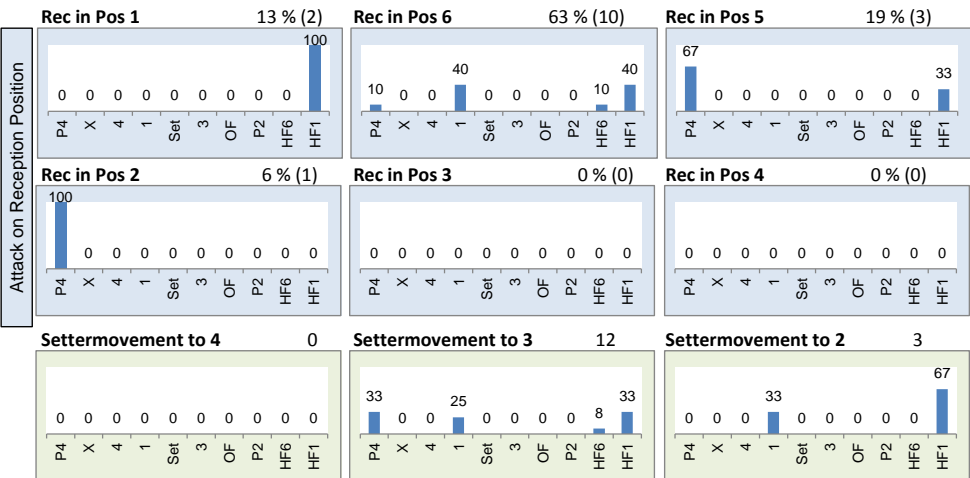 Attack on Reception Position
Rec in Pos 1 13 % (2)
0 0 0 0 0 0 0 0 0 100
P4 X 4 1 Set 3 OF P2 HF6 HF1
Rec in Pos 6 63 % (10)
10 0 0 40 0 0 0 0 10 40
P4 X 4 1 Set 3 OF P2 HF6 HF1
Rec in Pos 5 19 % (3)
67 0 0 0 0 0 0 0 0 33
P4 X 4 1 Set 3 OF P2 HF6 HF1
Rec in Pos 2 6 % (1)
100 0 0 0 0 0 0 0 0 0
P4 X 4 1 Set 3 OF P2 HF6 HF1
Rec in Pos 3 0 % (0)
0 0 0 0 0 0 0 0 0 0
P4 X 4 1 Set 3 OF P2 HF6 HF1
Rec in Pos 4 0 % (0)
0 0 0 0 0 0 0 0 0 0
P4 X 4 1 Set 3 OF P2 HF6 HF1
Settermovement to 4 0
0 0 0 0 0 0 0 0 0 0
P4 X 4 1 Set 3 OF P2 HF6 HF1
Settermovement to 3 12
33 0 0 25 0 0 0 0 8 33
P4 X 4 1 Set 3 OF P2 HF6 HF1
Settermovement to 2 3
0 0 0 33 0 0 0 0 0 67
P4 X 4 1 Set 3 OF P2 HF6 HF1